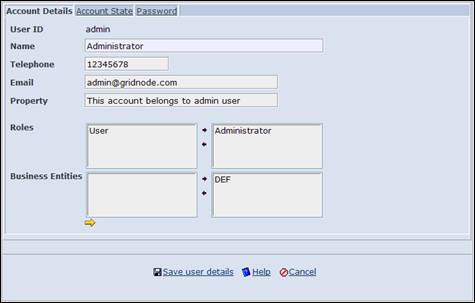 Account Details Account State Password
User ID admin
Name Administrator
Telephone 12345678
Email admin@gridnode.com
Property This account belongs to admin user
Roles User Administrator
Business Entities DEF
Save user details Help Cancel